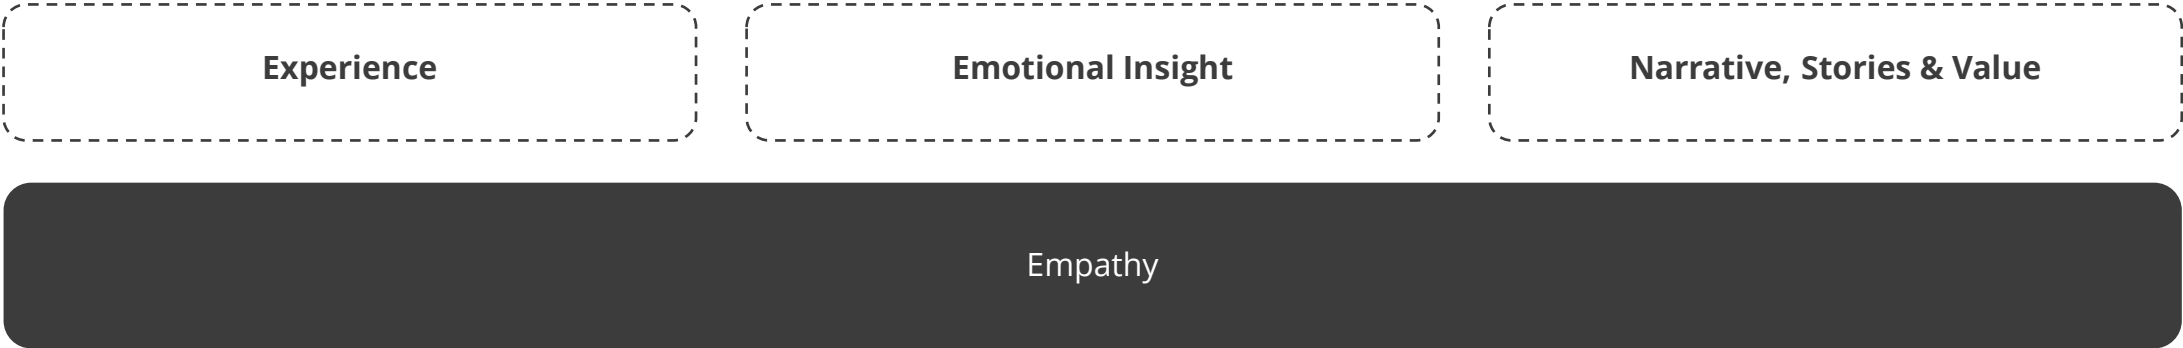 Experience
Emotional Insight
Narrative, Stories & Value
Empathy